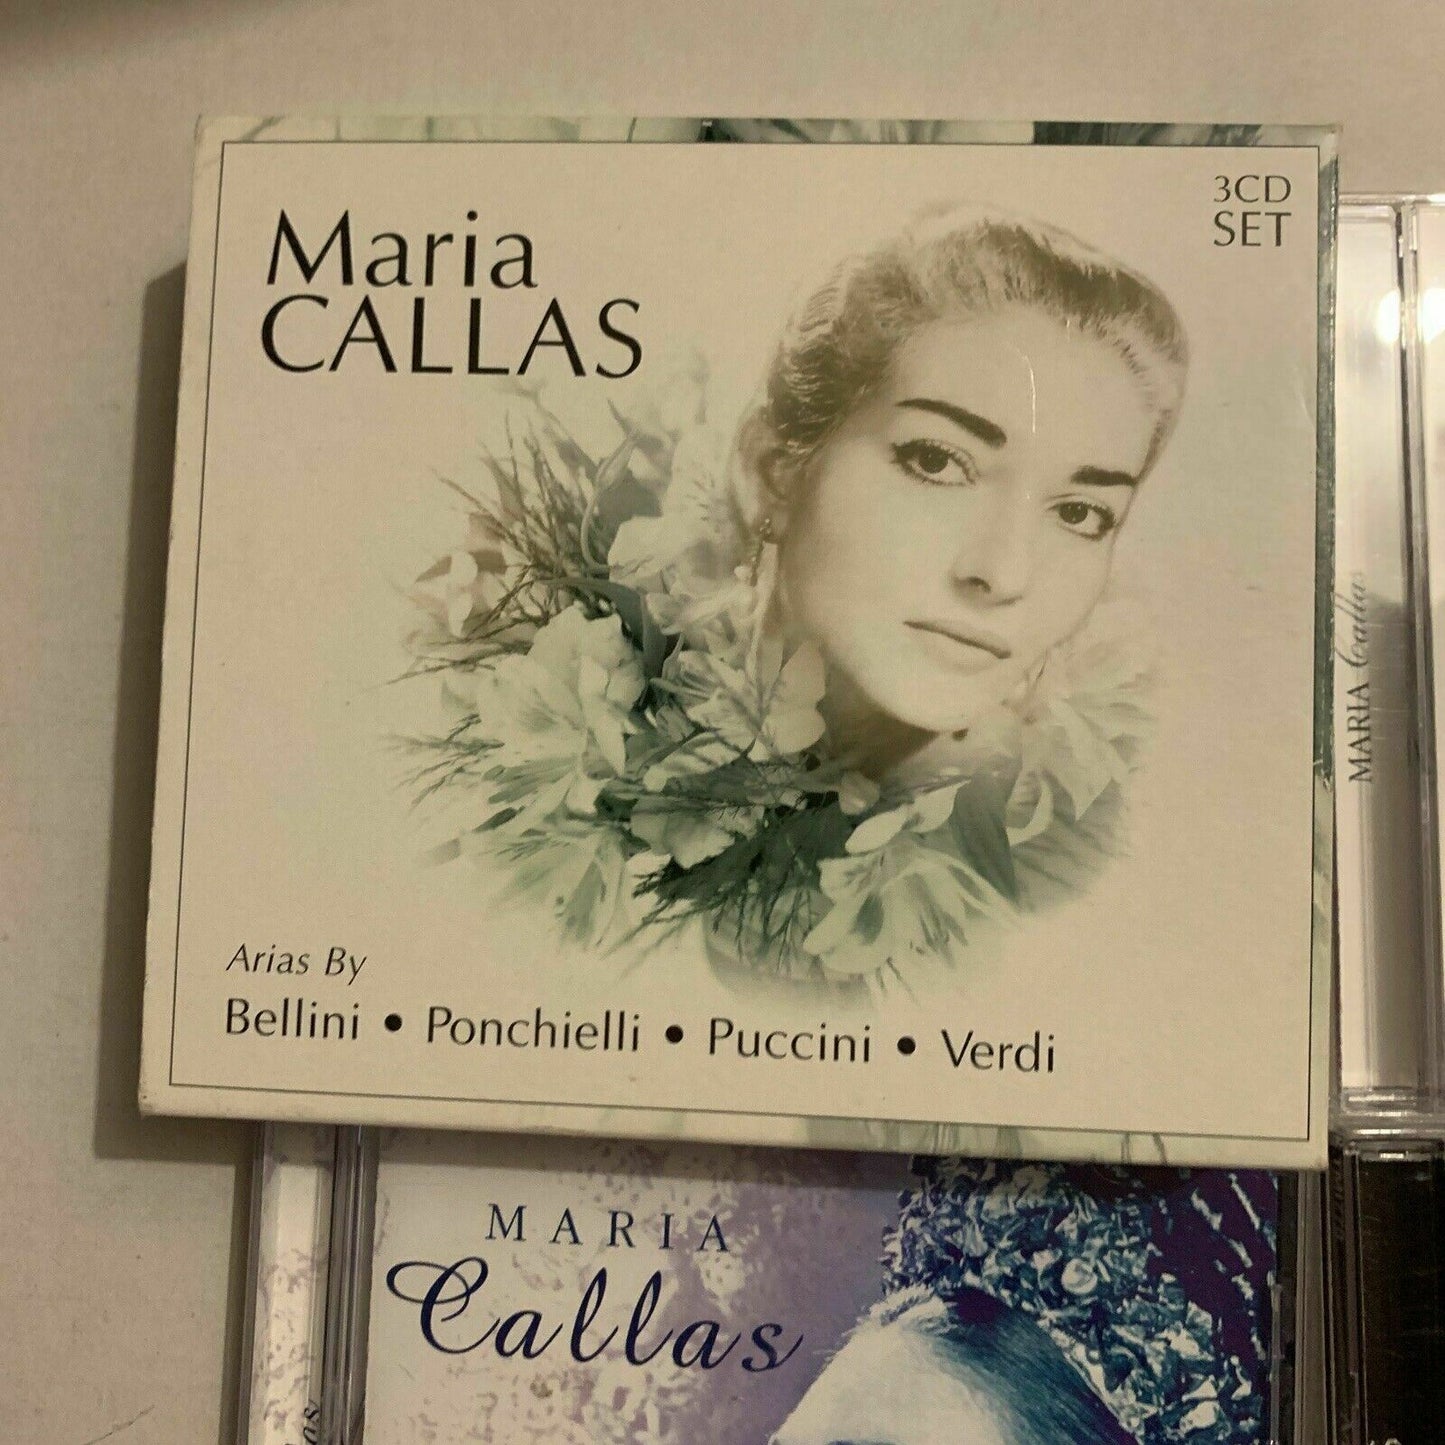 Maria
CALLAS
3CD
SET
Arias By
Bellini • Ponchielli • Puccini • Verdi
MARIA Callas
MARIA
Callas